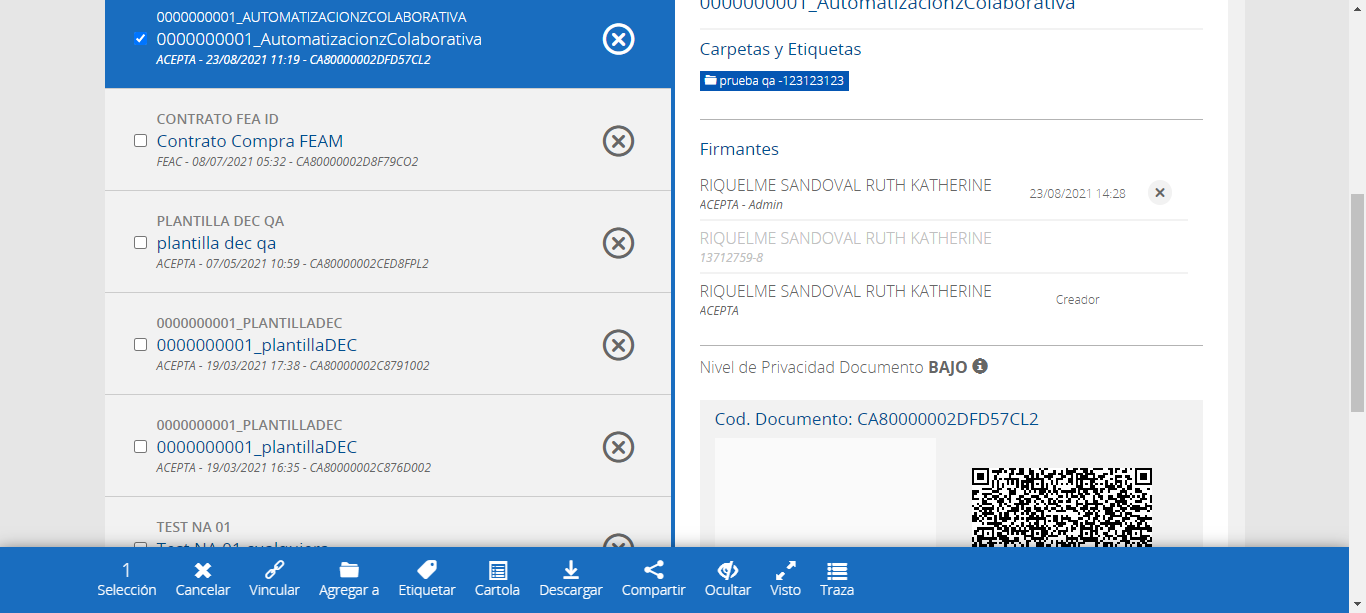 0000000001_AUTOMATIZACIONZCOLABORATIVA
0000000001_AutomatizacionzColaborativa
ACEPTA - 23/08/2021 11:19 - CA80000002DFD57CL2
CONTRATO FEA ID
Contrato Compra FEAM
FEAC - 08/07/2021 05:32 - CA80000002D8F79CO2
PLANTILLA DEC QA
plantilla dec qa
ACEPTA - 07/05/2021 10:59 - CA80000002CED8FPL2
0000000001_PLANTILLADEC
0000000001_plantillaDEC
ACEPTA - 19/03/2021 17:38 - CA80000002C8791002
0000000001_PLANTILLADEC
0000000001_plantillaDEC
ACEPTA - 19/03/2021 16:35 - CA80000002C876D002
TEST NA 01
Test NA 01 cualquiera
0000000001_AutomatizacionzColaborativa
Carpetas y Etiquetas
prueba qa -123123123
Firmantes
RIQUELME SANDOVAL RUTH KATHERINE
ACEPTA - Admin
23/08/2021 14:28
RIQUELME SANDOVAL RUTH KATHERINE
13712759-8
RIQUELME SANDOVAL RUTH KATHERINE
ACEPTA
Creador
Nivel de Privacidad Documento BAJO
Cod. Documento: CA80000002DFD57CL2
1
Selección
Cancelar
Vincular
Agregar a
Etiquetar
Cartola
Descargar
Compartir
Ocultar
Visto
Traza